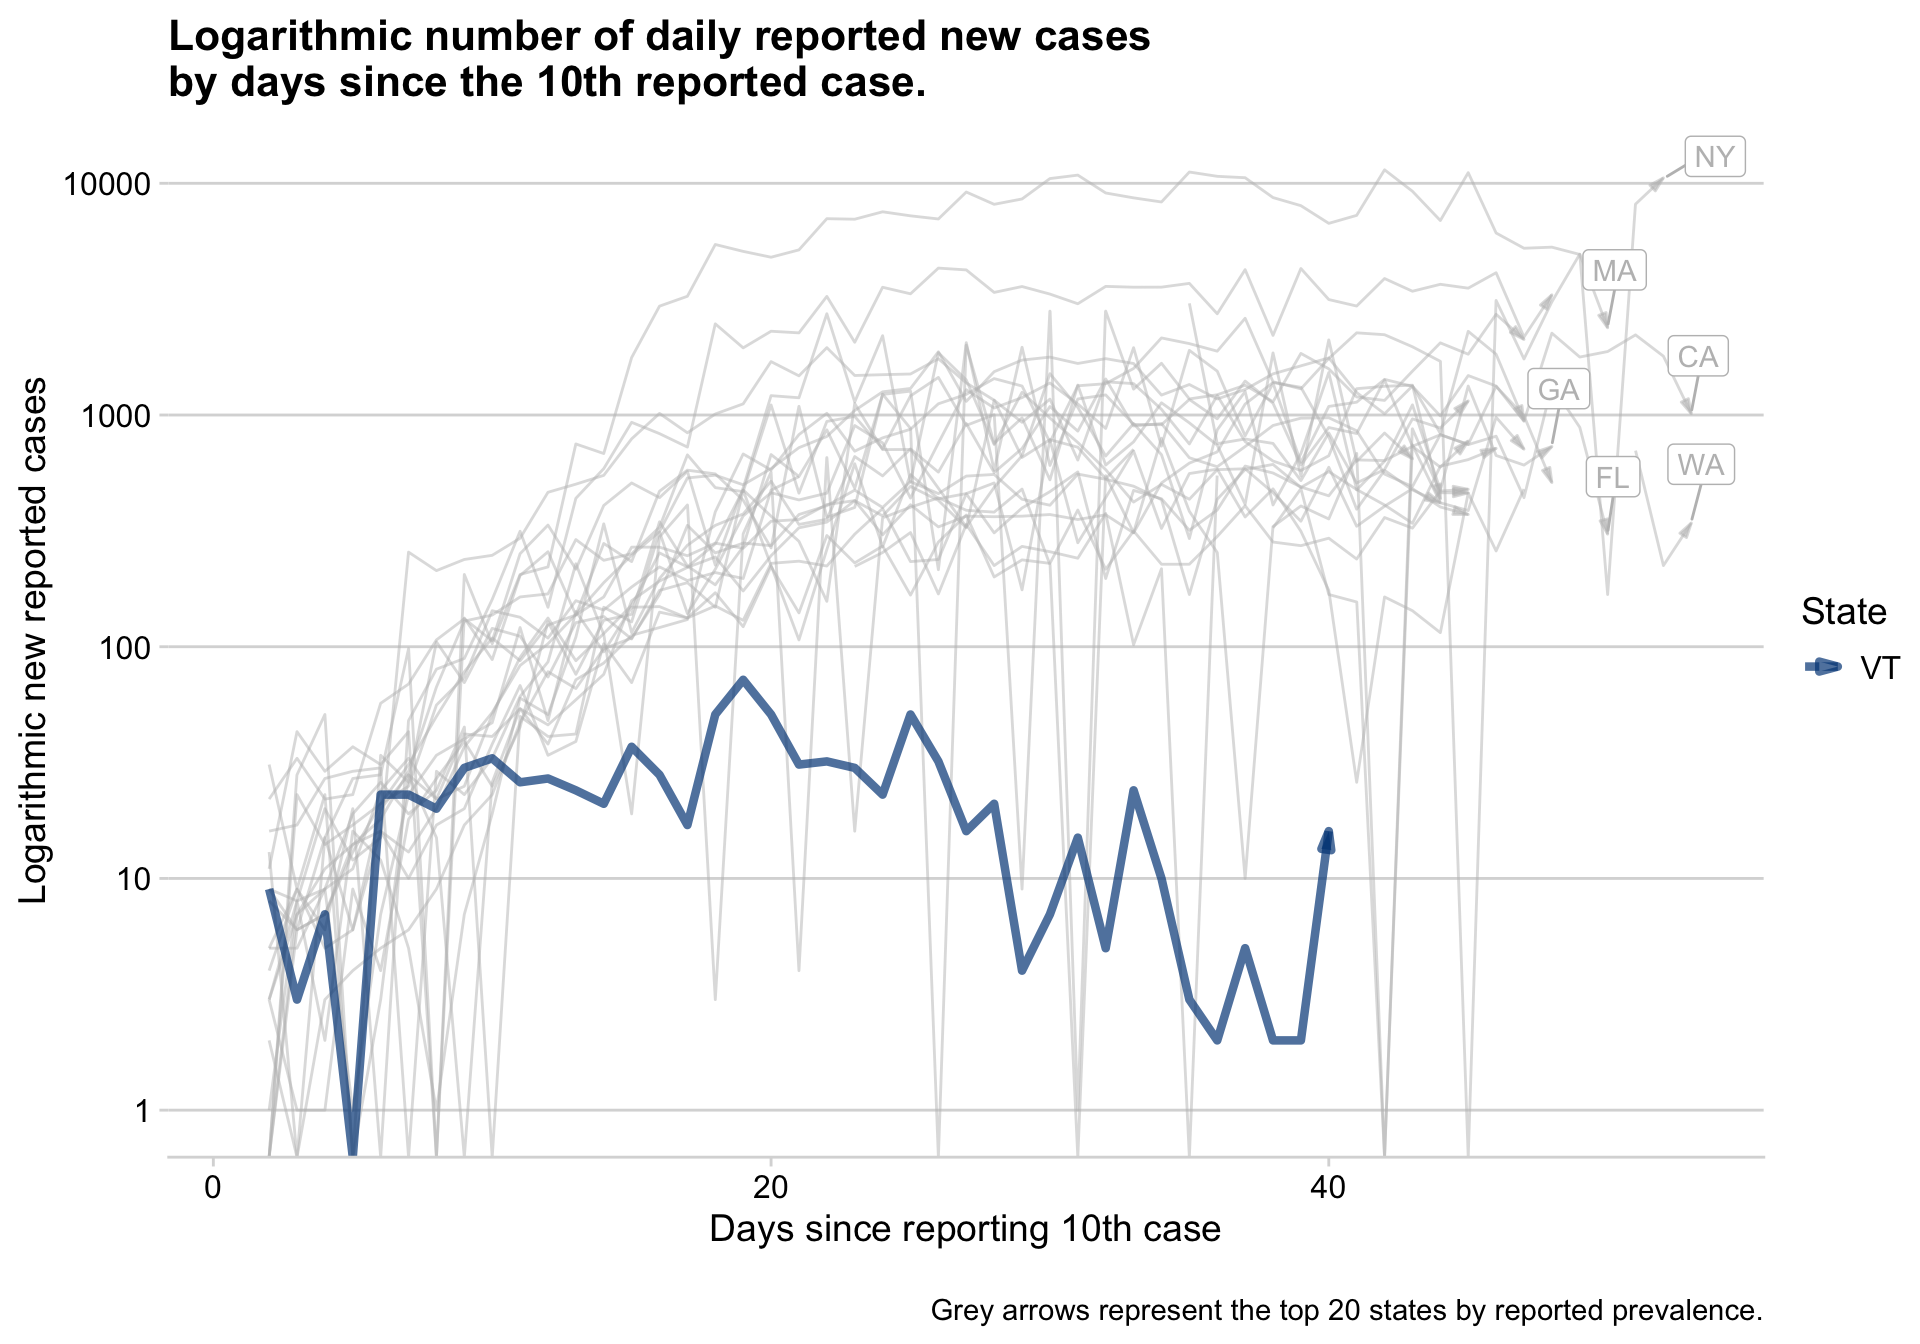 Logarithmic number of daily reported new cases
by days since the 10th reported case.
Logarithmic new reported cases
10000
1000
100
10
1
NY
MA
CA
GA
FL
WA
State
VT
0
20
40
Days since reporting 10th case
Grey arrows represent the top 20 states by reported prevalence.